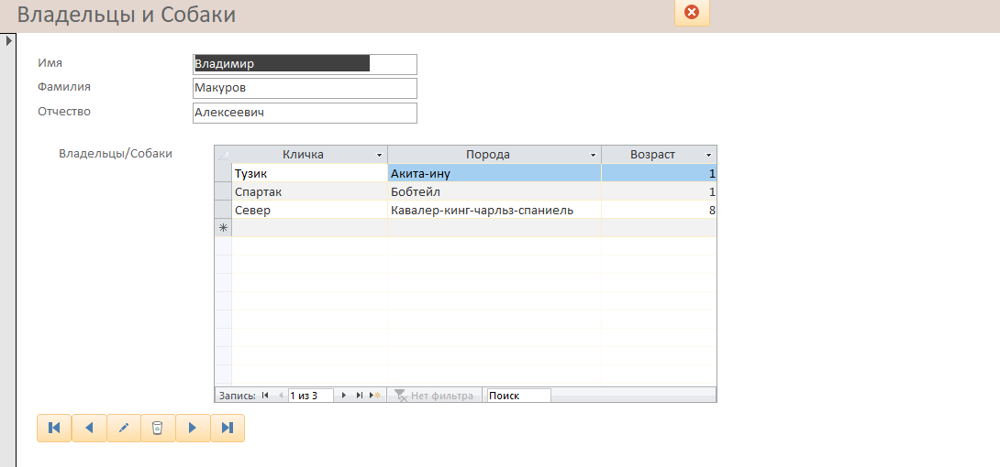 Владельцы и Собаки
Имя Владимир
Фамилия Макуров
Отчество Алексеевич
Владельцы/Собаки
Кличка Порода Возраст
Тузик Акита-ину 1
Спартак Бобтейл 1
Север Кавалер-кинг-чарльз-спаниель 8
Запись: 1 из 3 Нет фильтра Поиск